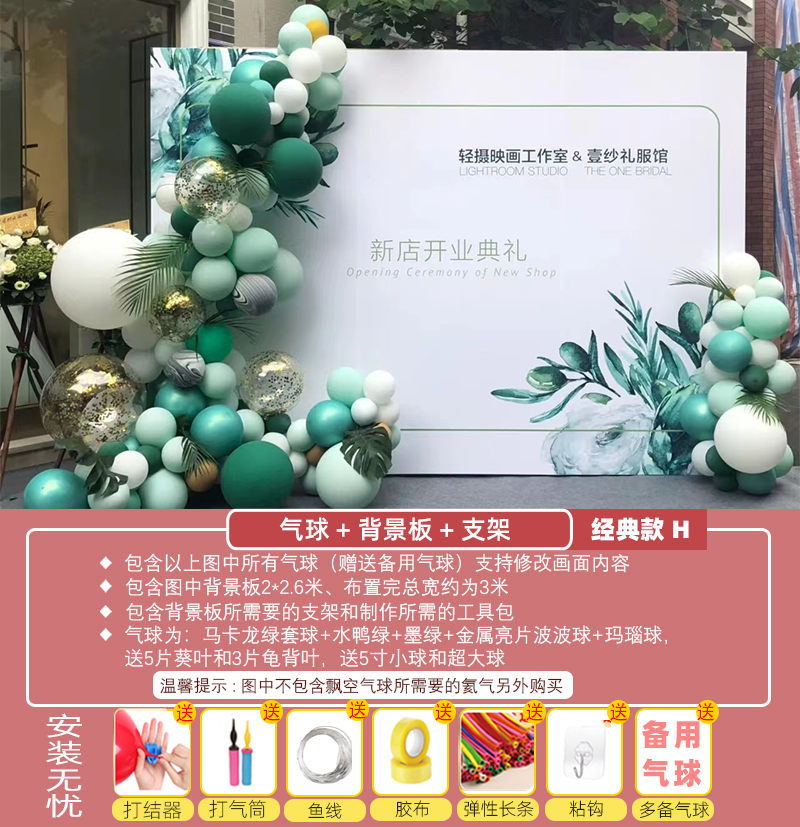 轻摄映画工作室 & 壹纱礼服馆
LIGHTROOM STUDIO THE ONE BRIDAL
新店开业典礼
Opening Ceremony of New Shop
气球 + 背景板 + 支架
经典款 H
◆ 包含以上图中所有气球（赠送备用气球）支持修改画面内容
◆ 包含图中背景板2*2.6米、布置完总宽约为3米
◆ 包含背景板所需要的支架和制作所需的工具包
◆ 气球为：马卡龙绿套球+水鸭绿+墨绿+金属亮片波波球+玛瑙球，
送5片葵叶和3片龟背叶，送5寸小球和超大球
温馨提示：图中不包含飘空气球所需要的氦气另外购买
安装无忧
送 送 送 送 送 送 送
备用
气球
打结器 打气筒 鱼线 胶布 弹性长条 粘钩 多备气球